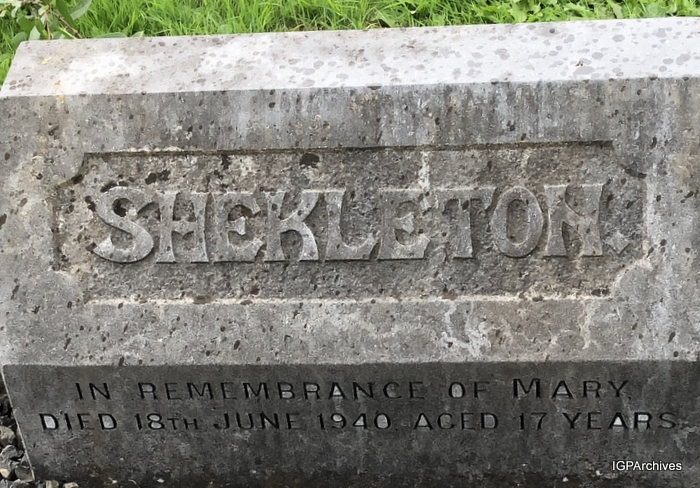 SHEKLETON.
IN REMEMBRANCE OF MARY,
DIED 18TH JUNE 1940. AGED 17 YEARS.
IGPArchives